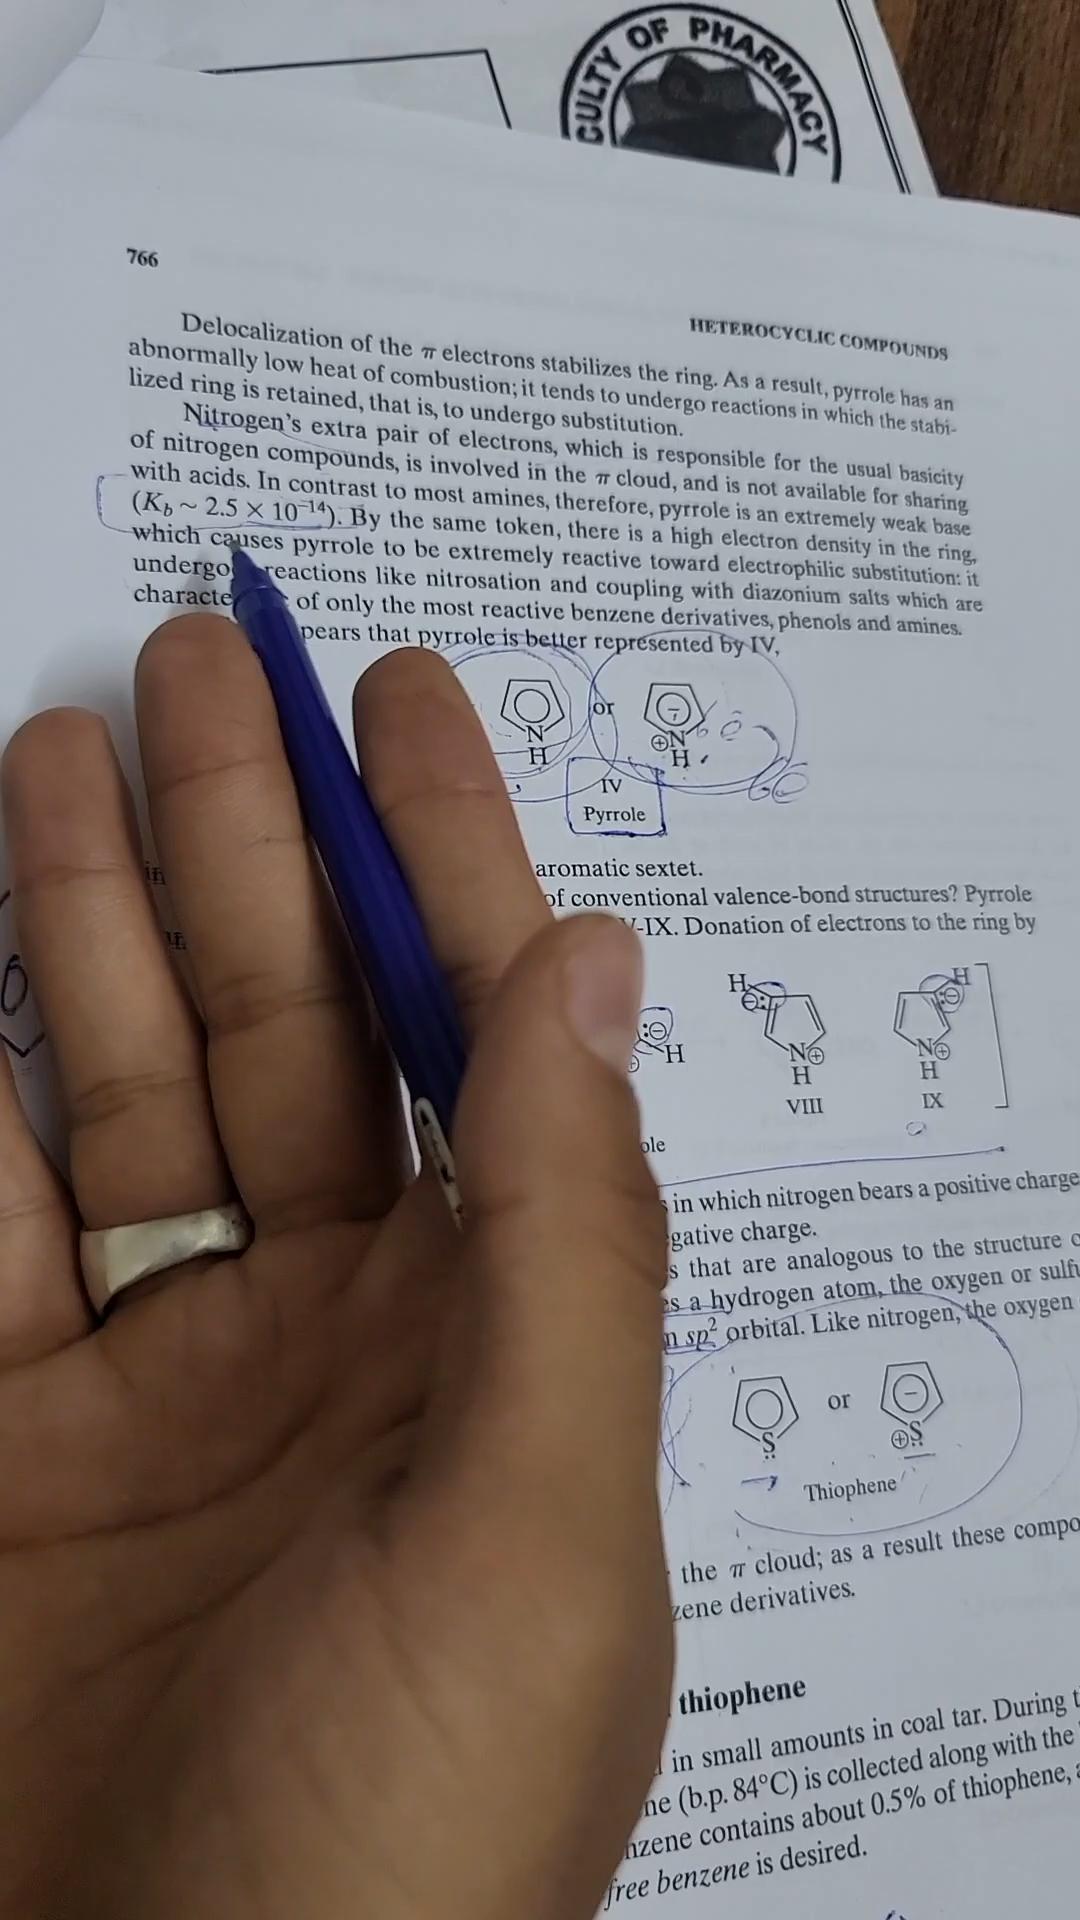 CULTY OF PHARMACY
766
HETEROCYCLIC COMPOUNDS
Delocalization of the π electrons stabilizes the ring. As a result, pyrrole has an
abnormally low heat of combustion; it tends to undergo reactions in which the stabi-
lized ring is retained, that is, to undergo substitution.
Nitrogen's extra pair of electrons, which is responsible for the usual basicity
of nitrogen compounds, is involved in the π cloud, and is not available for sharing
with acids. In contrast to most amines, therefore, pyrrole is an extremely weak base
(K_b ~ 2.5 × 10⁻¹⁴). By the same token, there is a high electron density in the ring,
which causes pyrrole to be extremely reactive toward electrophilic substitution: it
undergo reactions like nitrosation and coupling with diazonium salts which are
characte of only the most reactive benzene derivatives, phenols and amines.
pears that pyrrole is better represented by IV,
or
N
H
⊕N
H
IV
Pyrrole
aromatic sextet.
of conventional valence-bond structures? Pyrrole
-IX. Donation of electrons to the ring by
H
H
H
N⊕
H
N⊕
H
VIII
IX
ole
in which nitrogen bears a positive charge
gative charge.
s that are analogous to the structure o
es a hydrogen atom, the oxygen or sulfu
n sp² orbital. Like nitrogen, the oxygen
or
S
⊕S
Thiophene
the π cloud; as a result these compo
zene derivatives.
thiophene
in small amounts in coal tar. During t
ne (b.p. 84°C) is collected along with the
nzene contains about 0.5% of thiophene, a
free benzene is desired.